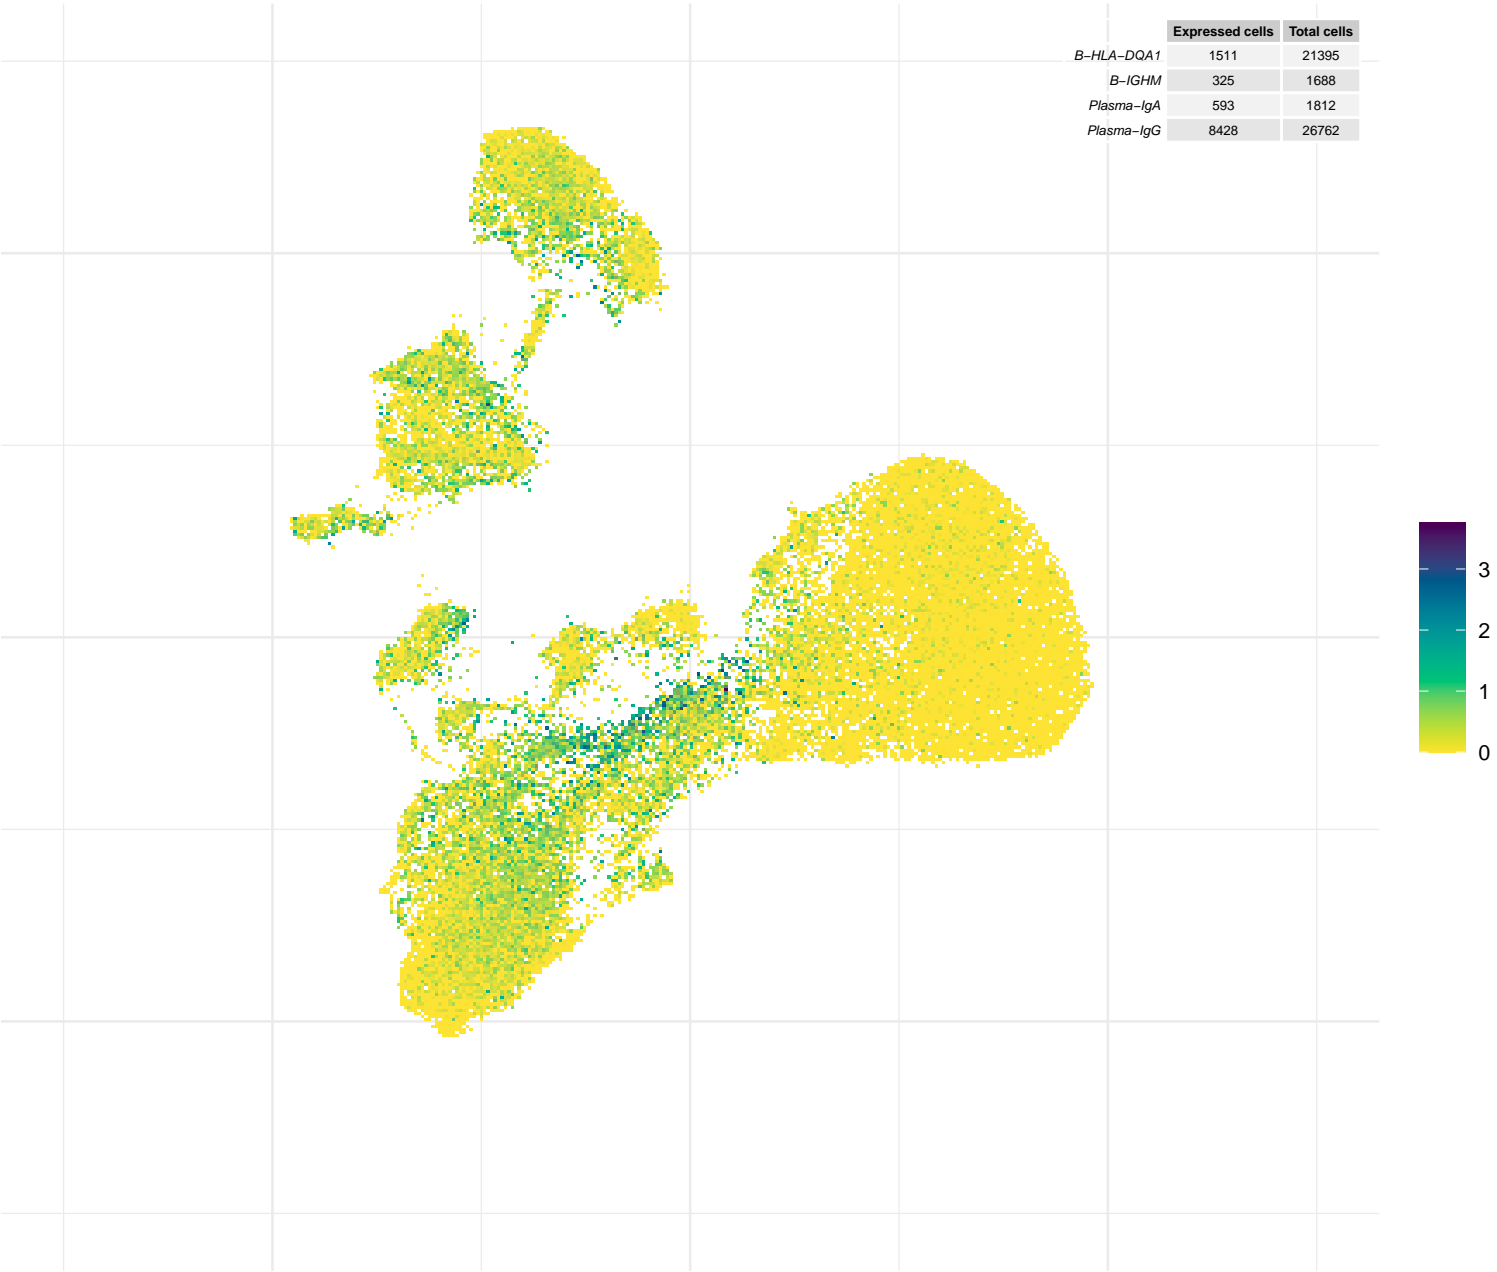 Expressed cells Total cells
B−HLA−DQA1 1511 21395
B−IGHM 325 1688
Plasma−IgA 593 1812
Plasma−IgG 8428 26762
3
2
1
0